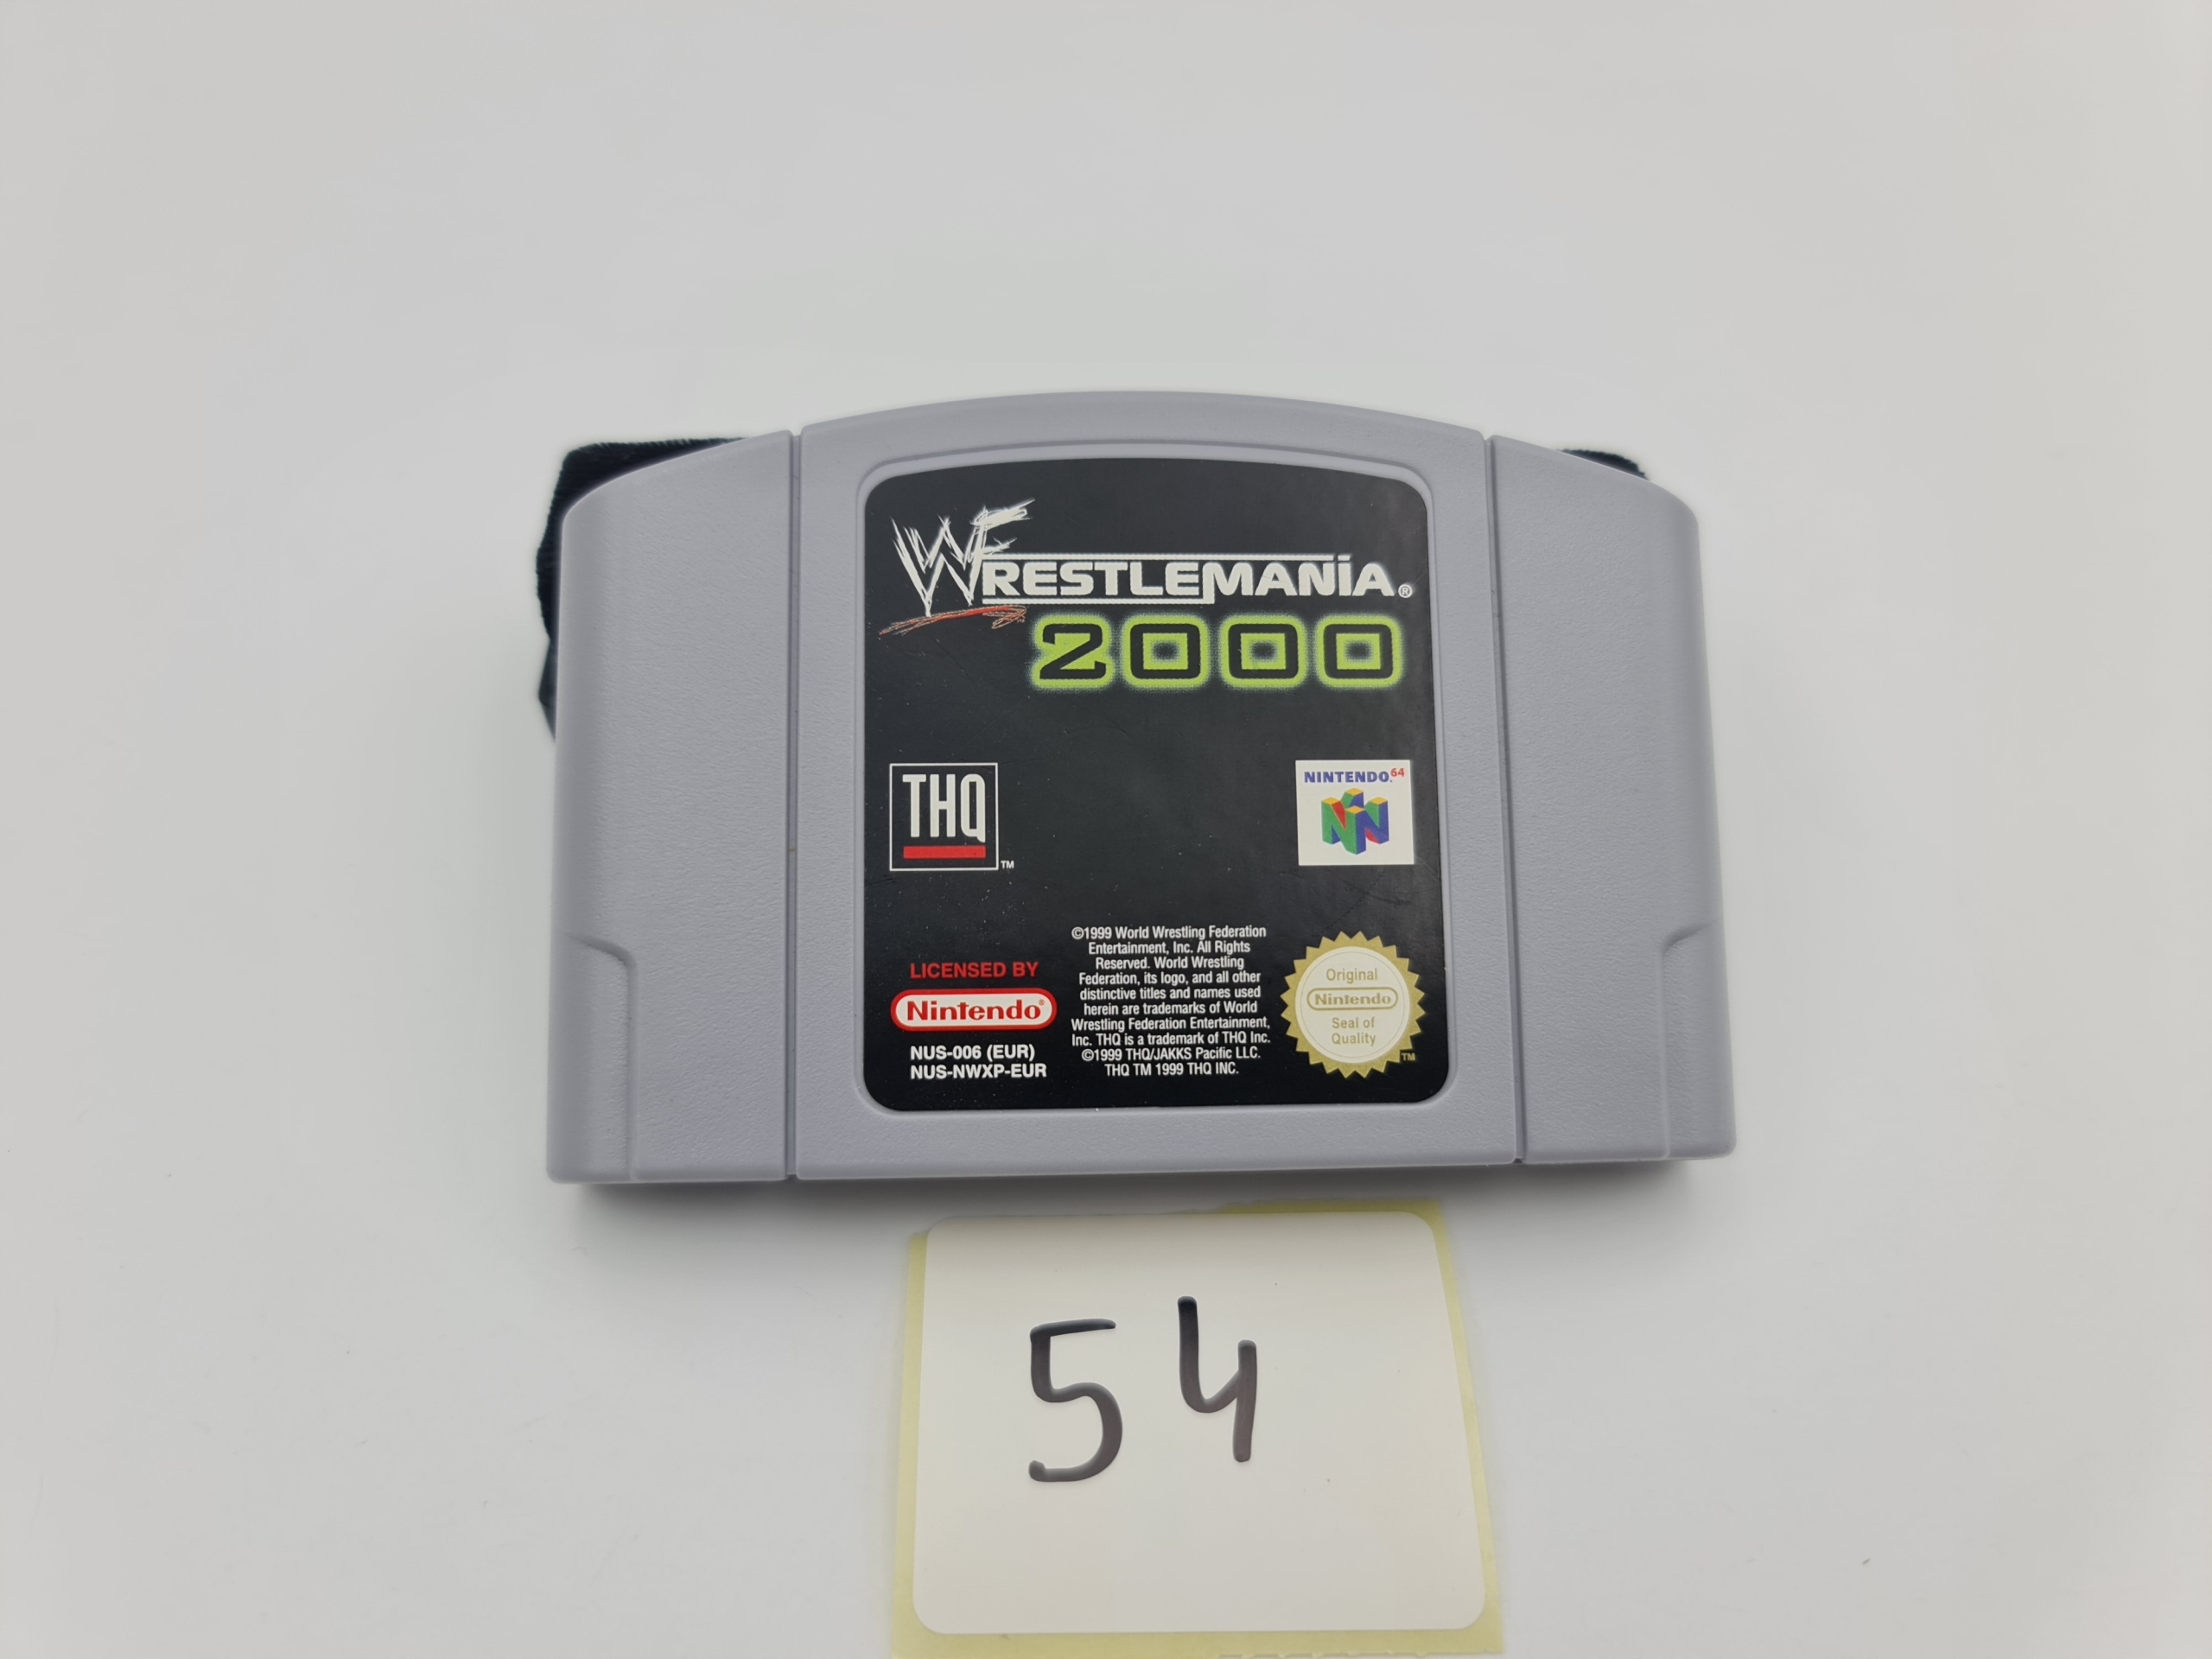 WF
WRESTLEMANIA®
2000
THQ
TM
NINTENDO.64
LICENSED BY
Nintendo®
NUS-006 (EUR)
NUS-NWXP-EUR
©1999 World Wrestling Federation
Entertainment, Inc. All Rights
Reserved. World Wrestling
Federation, its logo, and all other
distinctive titles and names used
herein are trademarks of World
Wrestling Federation Entertainment,
Inc. THQ is a trademark of THQ Inc.
©1999 THQ/JAKKS Pacific LLC.
THQ TM 1999 THQ INC.
Original
Nintendo
Seal of
Quality
TM
54